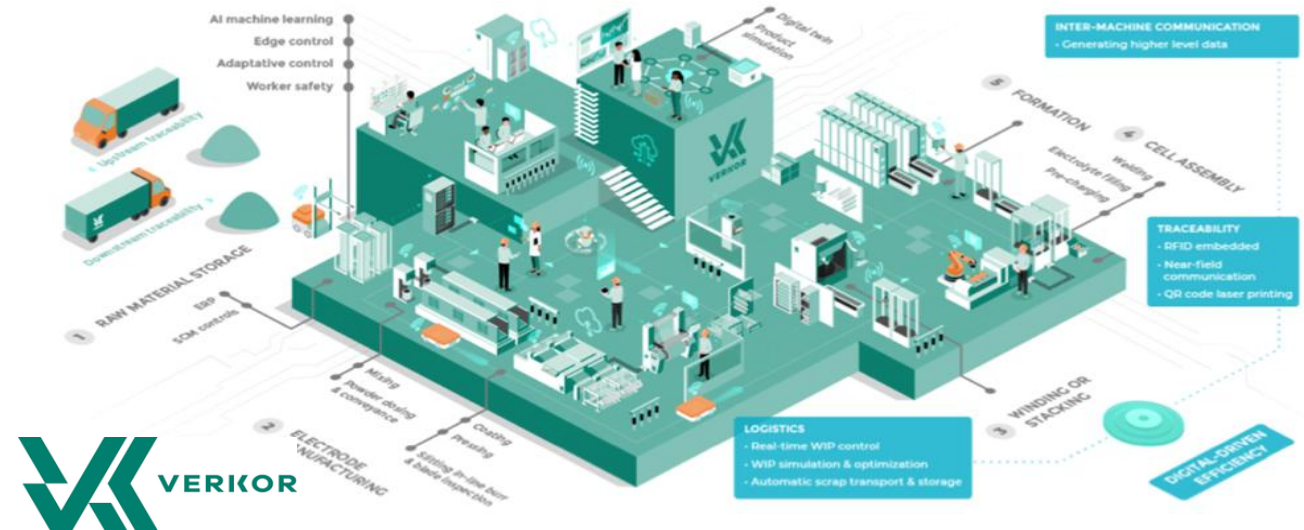 AI machine learning
Edge control
Adaptative control
Worker safety
Digital twin
Product
simulation
INTER-MACHINE COMMUNICATION
• Generating higher level data
Upstream traceability
Downstream traceability
VERKOR
5 FORMATION
4 CELL ASSEMBLY
Welding
Electrolyte filling
Pre-charging
TRACEABILITY
• RFID embedded
• Near-field
communication
• QR code laser printing
1 RAW MATERIAL STORAGE
ERP
SCM controls
Mixing
Powder dosing
& conveyance
2 ELECTRODE
NUFACTURING
Coating
Pressing
Slitting in-line burr
& blade inspection
3 WINDING OR
STACKING
LOGISTICS
• Real-time WIP control
• WIP simulation & optimization
• Automatic scrap transport & storage
DIGITAL-DRIVEN
EFFICIENCY
VERKOR